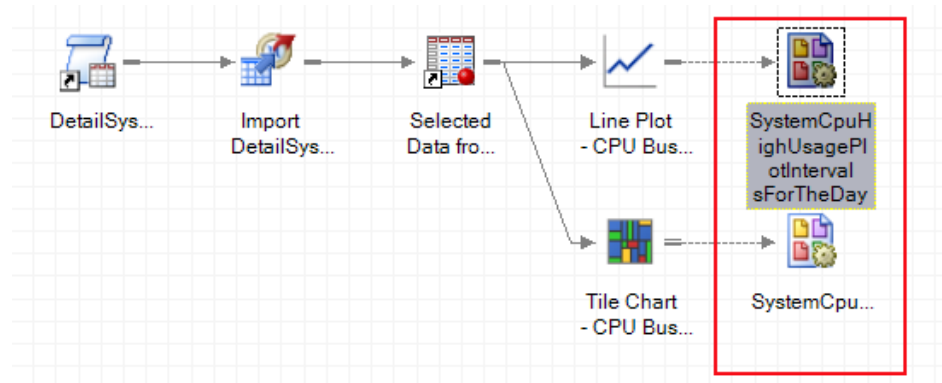 DetailSys...
Import
DetailSys...
Selected
Data fro...
Line Plot
- CPU Bus...
SystemCpuH
ighUsagePl
otInterval
sForTheDay
Tile Chart
- CPU Bus...
SystemCpu...